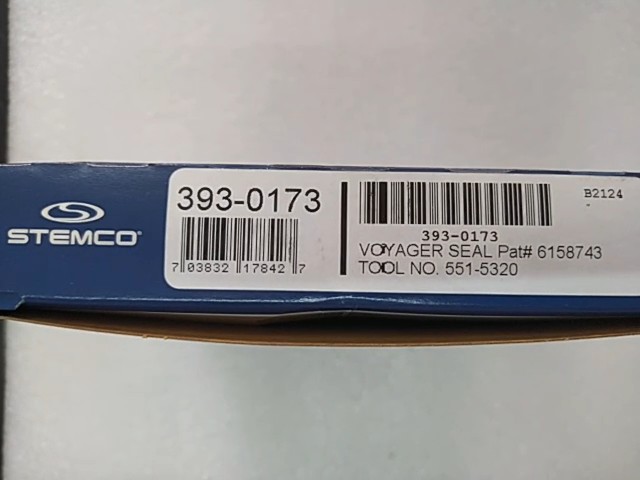 STEMCO®
393-0173
7 03832 17842 7
393-0173
VOYAGER SEAL Pat# 6158743
TOOL NO. 551-5320
B2124